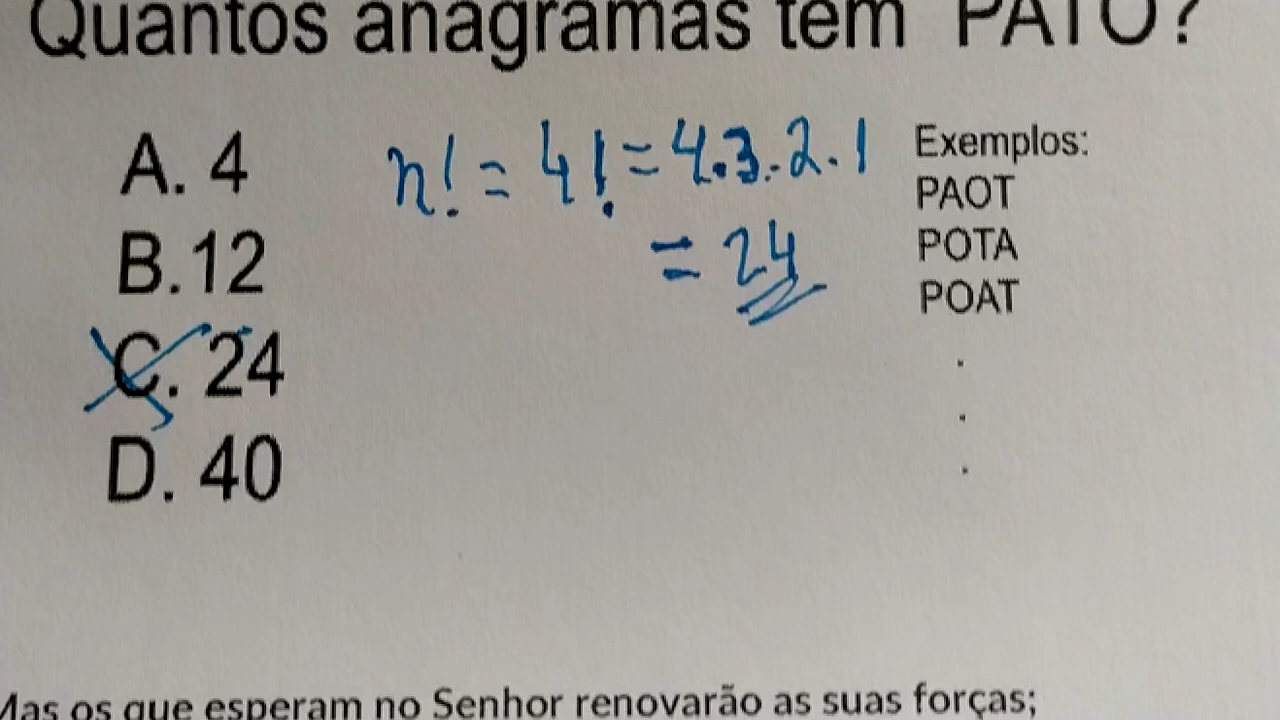 Quantos anagramas tem PATO?
A. 4
B. 12
C. 24
D. 40
n! = 4! = 4.3.2.1
= 24
Exemplos:
PAOT
POTA
POAT
.
.
.
Mas os que esperam no Senhor renovarão as suas forças;